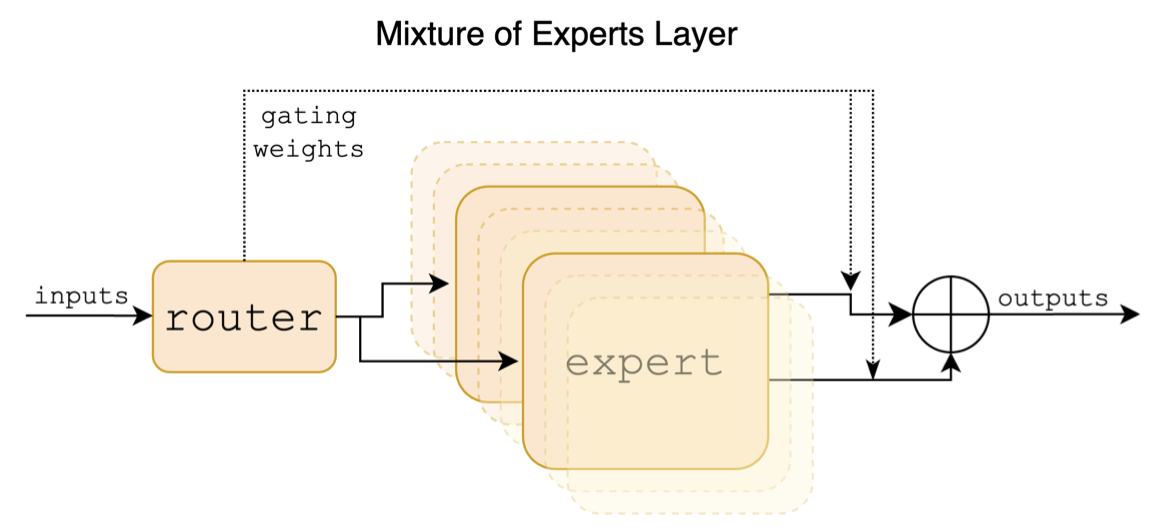 Mixture of Experts Layer
gating
weights
inputs
router
expert
outputs